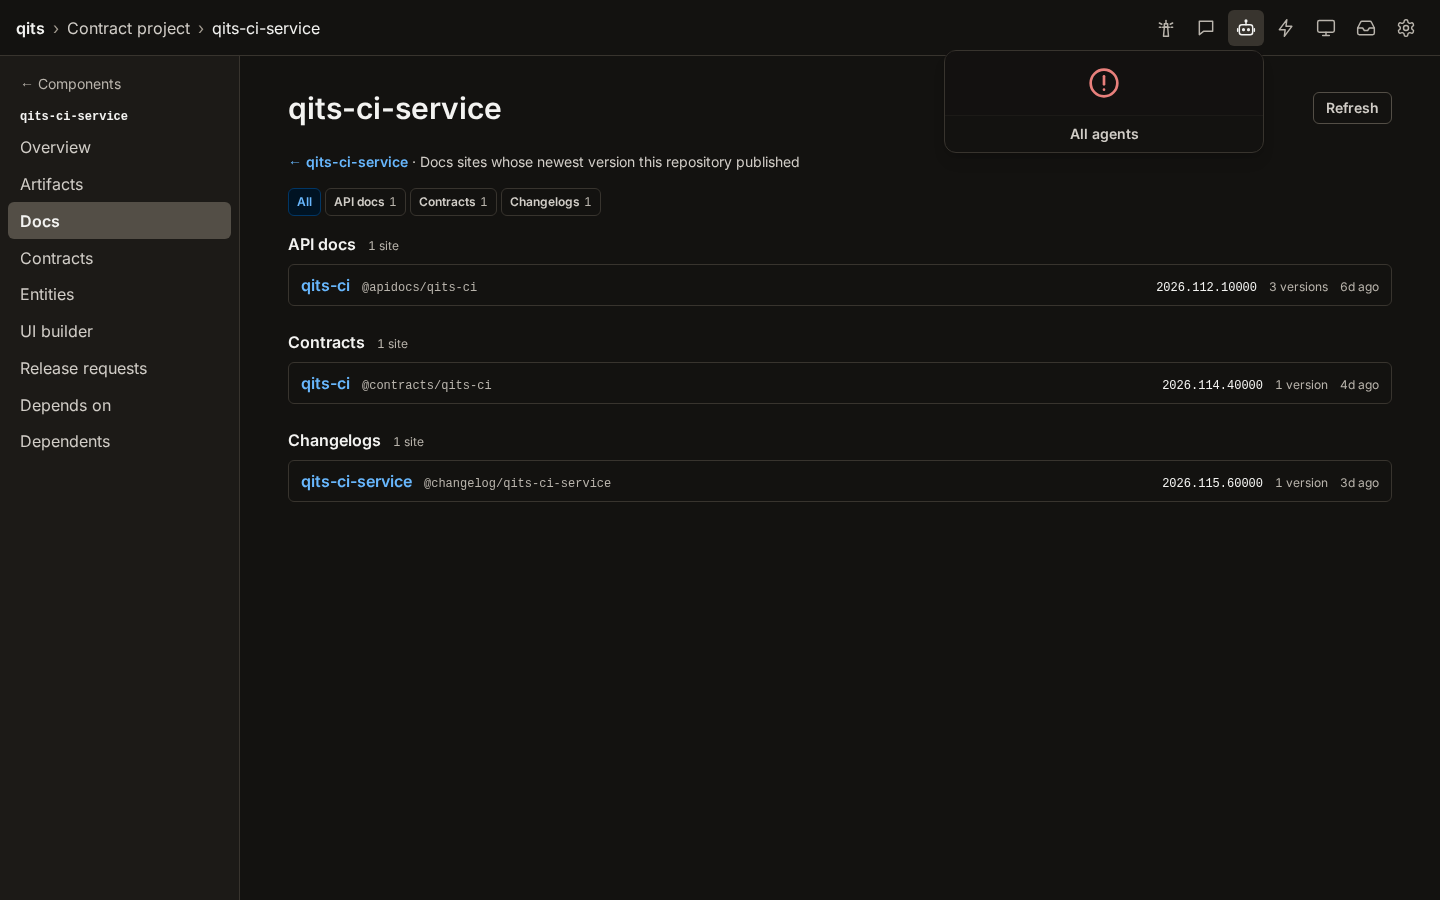 qits › Contract project › qits-ci-service
All agents
← Components
qits-ci-service
Overview
Artifacts
Docs
Contracts
Entities
UI builder
Release requests
Depends on
Dependents
qits-ci-service
Refresh
← qits-ci-service · Docs sites whose newest version this repository published
All
API docs 1
Contracts 1
Changelogs 1
API docs 1 site
qits-ci @apidocs/qits-ci 2026.112.10000 3 versions 6d ago
Contracts 1 site
qits-ci @contracts/qits-ci 2026.114.40000 1 version 4d ago
Changelogs 1 site
qits-ci-service @changelog/qits-ci-service 2026.115.60000 1 version 3d ago